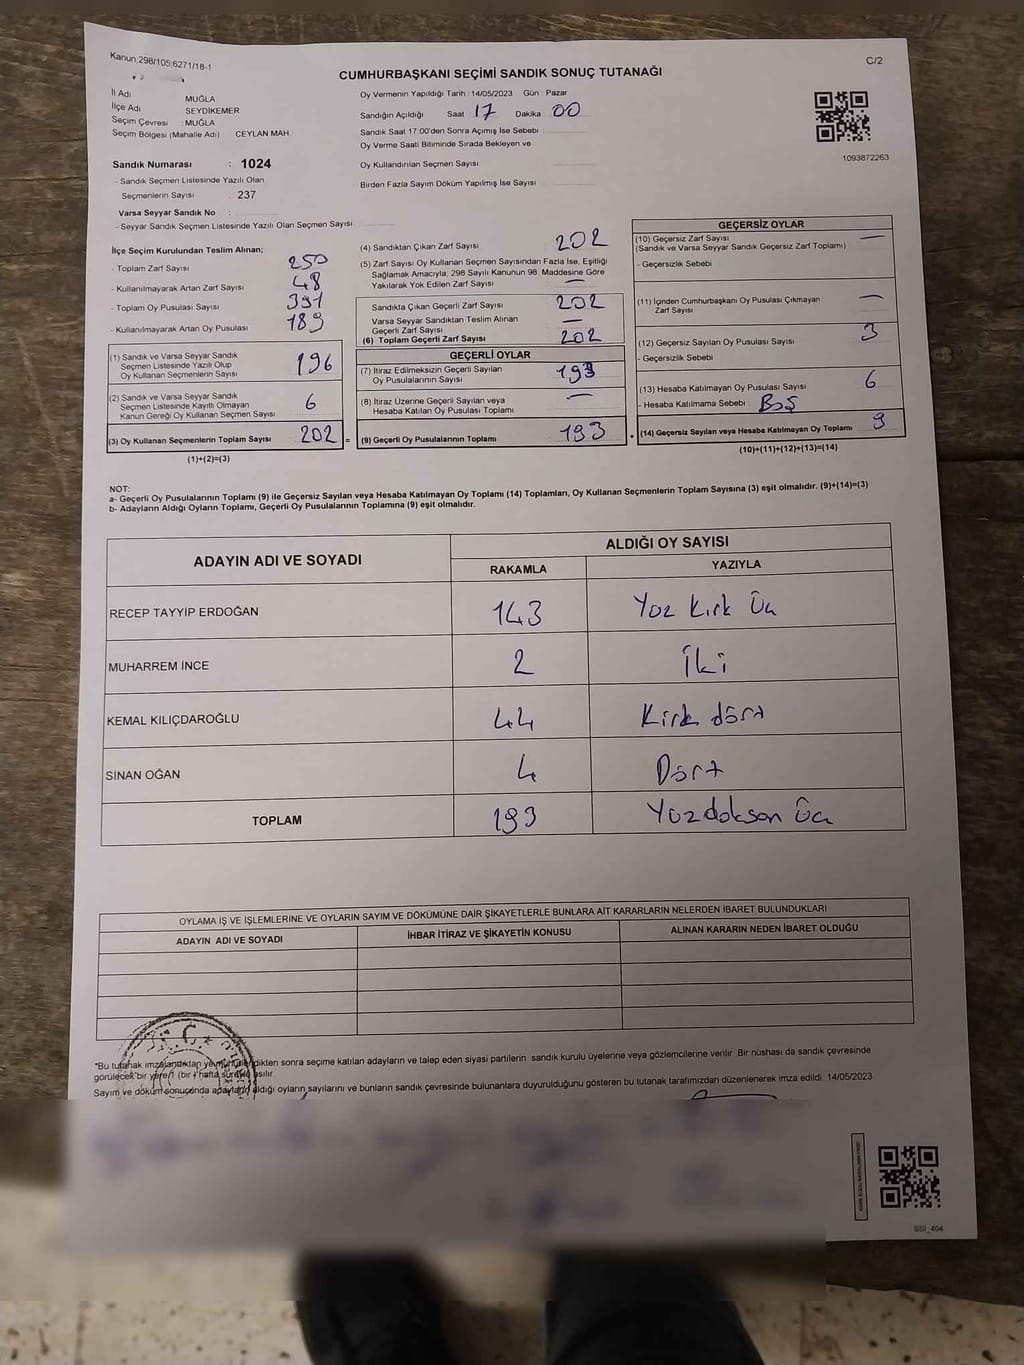 Kanun:298/105;6271/18-1
C/2
CUMHURBAŞKANI SEÇİMİ SANDIK SONUÇ TUTANAĞI
İl Adı MUĞLA
İlçe Adı SEYDİKEMER
Seçim Çevresi : MUĞLA
Seçim Bölgesi (Mahalle Adı) CEYLAN MAH.
Sandık Numarası : 1024
- Sandık Seçmen Listesinde Yazılı Olan
Seçmenlerin Sayısı : 237
Varsa Seyyar Sandık No :
- Seyyar Sandık Seçmen Listesinde Yazılı Olan Seçmen Sayısı
Oy Vermenin Yapıldığı Tarih : 14/05/2023 Gün : Pazar
Sandığın Açıldığı Saat 17 Dakika 00
Sandık Saat 17:00'den Sonra Açımış İse Sebebi
Oy Verme Saati Bitiminde Sırada Bekleyen ve
Oy Kullandırılan Seçmen Sayısı
Birden Fazla Sayım Döküm Yapılmış İse Sayısı
1093872263
İlçe Seçim Kurulundan Teslim Alınan;
- Toplam Zarf Sayısı 250
- Kullanılmayarak Artan Zarf Sayısı 48
- Toplam Oy Pusulası Sayısı 391
- Kullanılmayarak Artan Oy Pusulası 189
(1) Sandık ve Varsa Seyyar Sandık
Seçmen Listesinde Yazılı Olup
Oy Kullanan Seçmenlerin Sayısı 196
(2) Sandık ve Varsa Seyyar Sandık
Seçmen Listesinde Kayıtlı Olmayan
Kanun Gereği Oy Kullanan Seçmen Sayısı 6
(3) Oy Kullanan Seçmenlerin Toplam Sayısı 202 =
(1)+(2)=(3)
(4) Sandıktan Çıkan Zarf Sayısı 202
(5) Zarf Sayısı Oy Kullanan Seçmen Sayısından Fazla İse, Eşitliği
Sağlamak Amacıyla; 298 Sayılı Kanunun 98. Maddesine Göre
Yakılarak Yok Edilen Zarf Sayısı —
Sandıkta Çıkan Geçerli Zarf Sayısı 202
Varsa Seyyar Sandıktan Teslim Alınan
Geçerli Zarf Sayısı —
(6) Toplam Geçerli Zarf Sayısı 202
GEÇERLİ OYLAR
(7) İtiraz Edilmeksizin Geçerli Sayılan
Oy Pusulalarının Sayısı 193
(8) İtiraz Üzerine Geçerli Sayılan veya
Hesaba Katılan Oy Pusulası Toplamı —
(9) Geçerli Oy Pusulalarının Toplamı 193 +
GEÇERSİZ OYLAR
(10) Geçersiz Zarf Sayısı —
(Sandık ve Varsa Seyyar Sandık Geçersiz Zarf Toplamı)
- Geçersizlik Sebebi
(11) İçinden Cumhurbaşkanı Oy Pusulası Çıkmayan
Zarf Sayısı —
(12) Geçersiz Sayılan Oy Pusulası Sayısı 3
- Geçersizlik Sebebi
(13) Hesaba Katılmayan Oy Pusulası Sayısı 6
- Hesaba Katılmama Sebebi Boş
(14) Geçersiz Sayılan veya Hesaba Katılmayan Oy Toplamı 9
(10)+(11)+(12)+(13)=(14)
NOT:
a- Geçerli Oy Pusulalarının Toplamı (9) ile Geçersiz Sayılan veya Hesaba Katılmayan Oy Toplamı (14) Toplamları, Oy Kullanan Seçmenlerin Toplam Sayısına (3) eşit olmalıdır. (9)+(14)=(3)
b- Adayların Aldığı Oyların Toplamı, Geçerli Oy Pusulalarının Toplamına (9) eşit olmalıdır.
ADAYIN ADI VE SOYADI
ALDIĞI OY SAYISI
RAKAMLA YAZIYLA
RECEP TAYYİP ERDOĞAN 143 Yüz Kırk Üç
MUHARREM İNCE 2 İki
KEMAL KILIÇDAROĞLU 44 Kırk dört
SİNAN OĞAN 4 Dört
TOPLAM 193 Yüzdoksan Üç
OYLAMA İŞ VE İŞLEMLERİNE VE OYLARIN SAYIM VE DÖKÜMÜNE DAİR ŞİKAYETLERLE BUNLARA AİT KARARLARIN NELERDEN İBARET BULUNDUKLARI
ADAYIN ADI VE SOYADI İHBAR İTİRAZ VE ŞİKAYETİN KONUSU ALINAN KARARIN NEDEN İBARET OLDUĞU
T.C.
*Bu tutanak imzalandıktan ve mühürlendikten sonra seçime katılan adayların ve talep eden siyasi partilerin sandık kurulu üyelerine veya gözlemcilerine verilir. Bir nüshası da sandık çevresinde
görülecek bir yere 1 (bir) hafta süreyle asılır.
Sayım ve döküm sonucunda adayların aldığı oyların sayılarını ve bunların sandık çevresinde bulunanlara duyurulduğunu gösteren bu tutanak tarafımızdan düzenlenerek imza edildi. 14/05/2023
SSİ_404